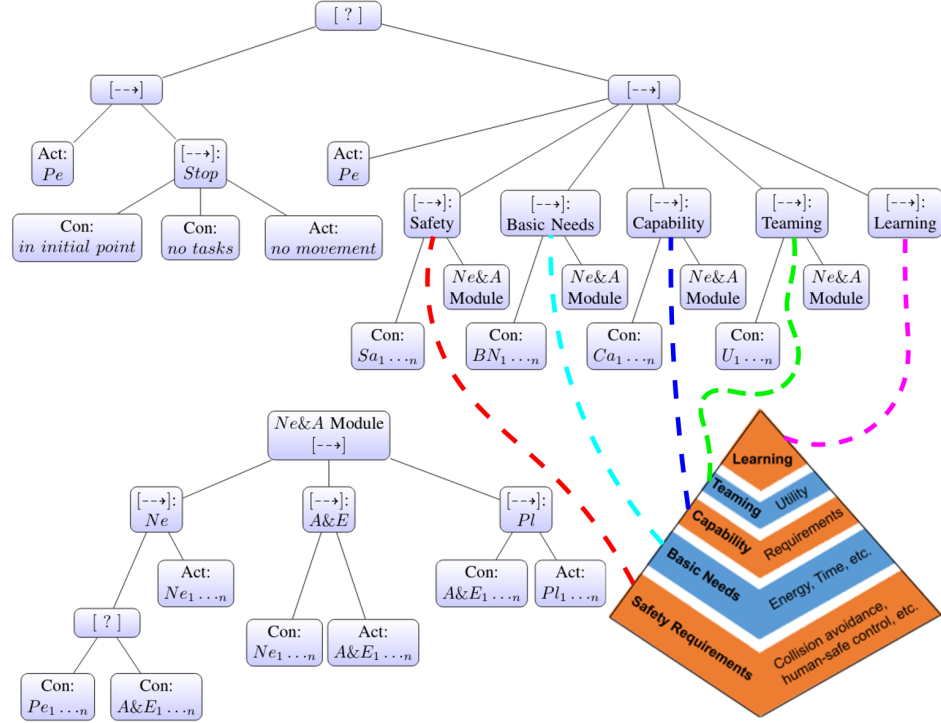 [ ? ]
[--➔]
[--➔]
Act:
Pe
[--➔]:
Stop
Act:
Pe
Con:
in initial point
Con:
no tasks
Act:
no movement
[--➔]:
Safety
[--➔]:
Basic Needs
[--➔]:
Capability
[--➔]:
Teaming
[--➔]:
Learning
Ne&A
Module
Ne&A
Module
Ne&A
Module
Ne&A
Module
Con:
Sa₁ …ₙ
Con:
BN₁ …ₙ
Con:
Ca₁ …ₙ
Con:
U₁ …ₙ
Ne&A Module
[--➔]
[--➔]:
Ne
[--➔]:
A&E
[--➔]:
Pl
Act:
Ne₁ …ₙ
Con:
A&E₁ …ₙ
Act:
Pl₁ …ₙ
[ ? ]
Con:
Ne₁ …ₙ
Act:
A&E₁ …ₙ
Con:
Pe₁ …ₙ
Con:
A&E₁ …ₙ
Learning
Teaming
Utility
Capability
Requirements
Basic Needs
Energy, Time, etc.
Safety Requirements
Collision avoidance,
human-safe control, etc.